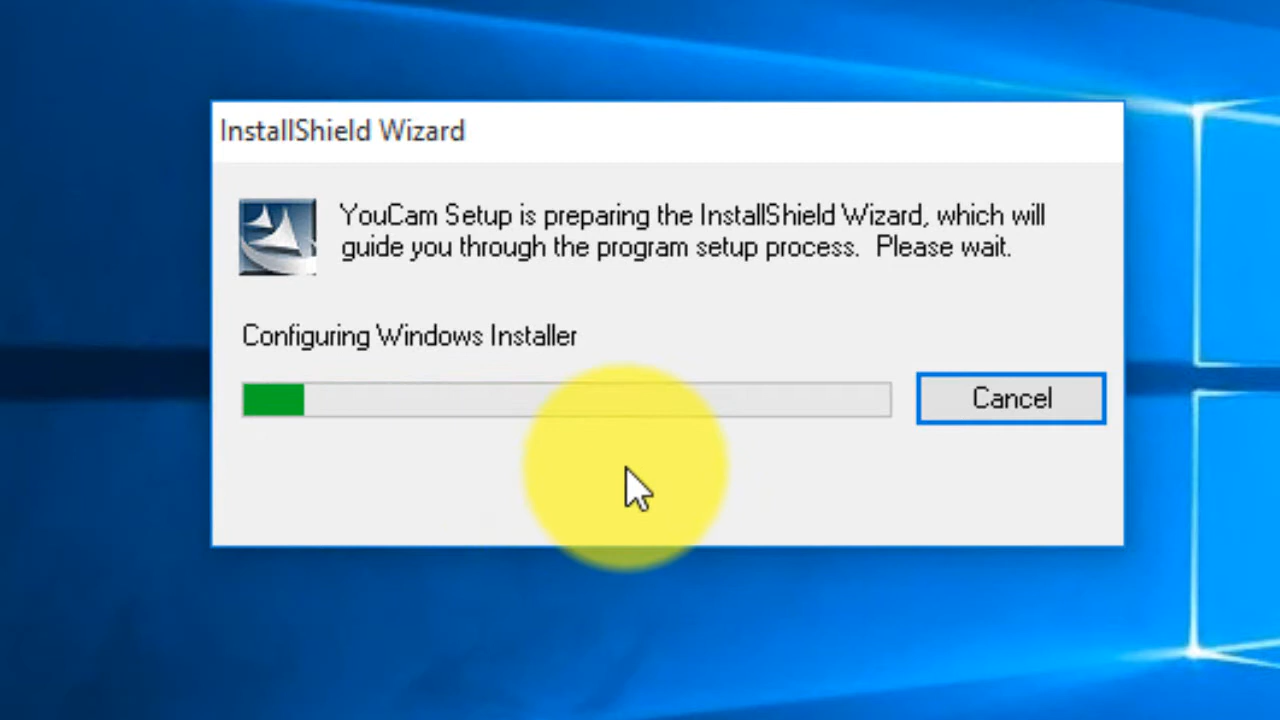 InstallShield Wizard
YouCam Setup is preparing the InstallShield Wizard, which will
guide you through the program setup process.  Please wait.
Configuring Windows Installer
Cancel